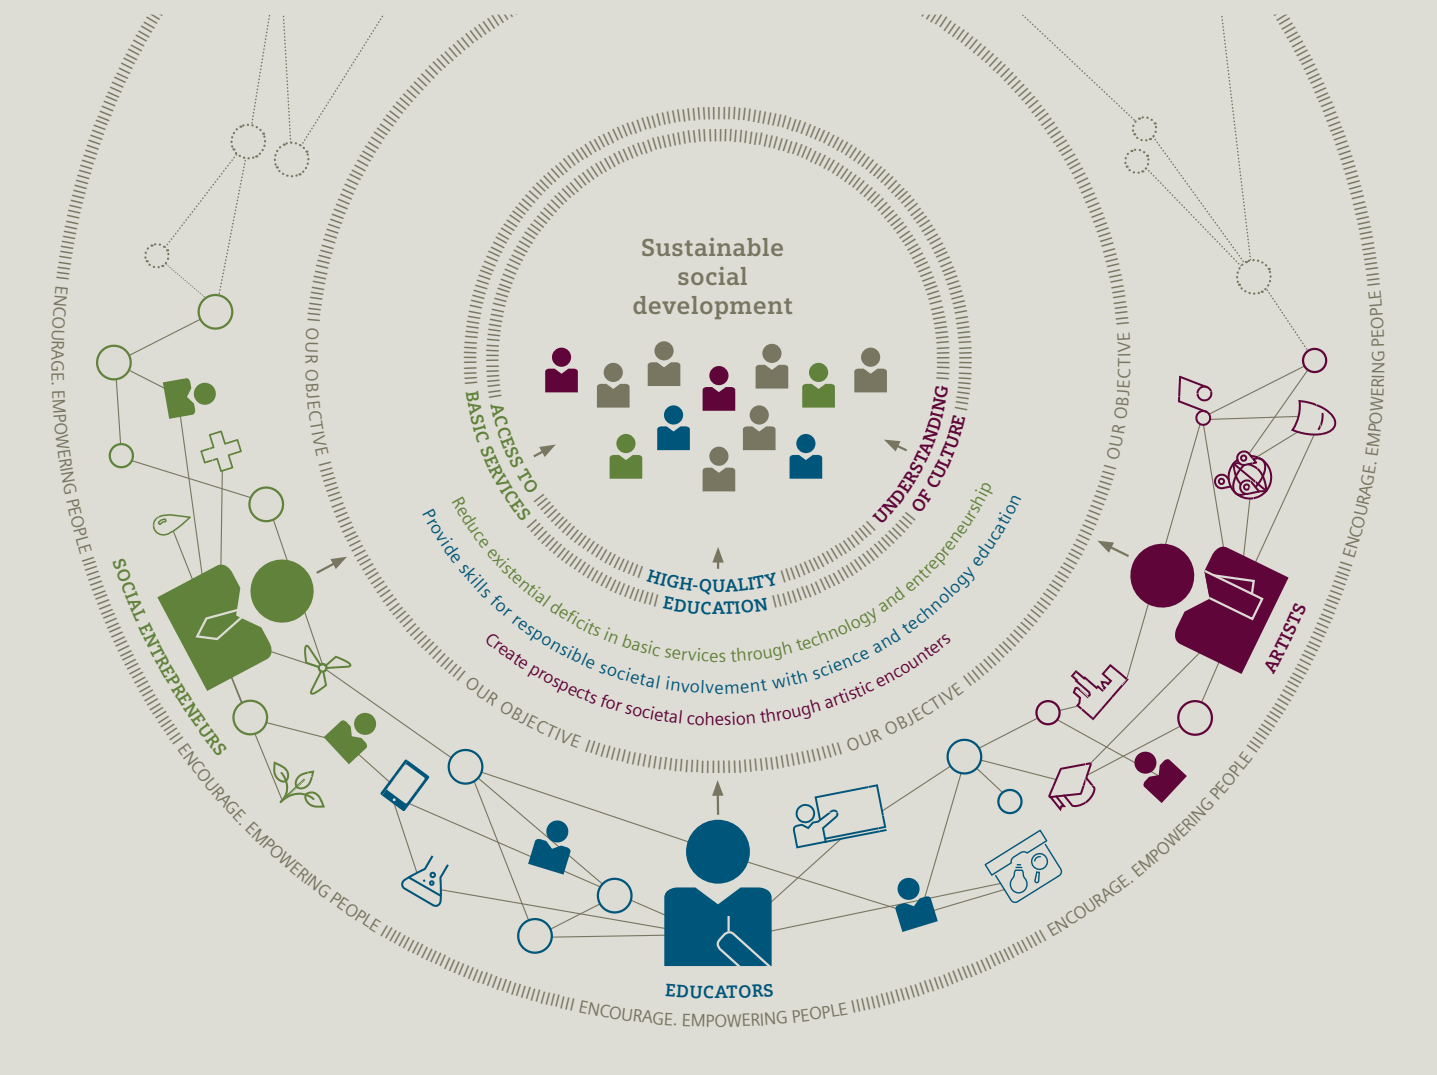 Sustainable
social
development
ACCESS TO
BASIC SERVICES
UNDERSTANDING
OF CULTURE
HIGH-QUALITY
EDUCATION
Reduce existential deficits in basic services through technology and entrepreneurship
Provide skills for responsible societal involvement with science and technology education
Create prospects for societal cohesion through artistic encounters
OUR OBJECTIVE
OUR OBJECTIVE
OUR OBJECTIVE
OUR OBJECTIVE
SOCIAL ENTREPRENEURS
EDUCATORS
ARTISTS
ENCOURAGE. EMPOWERING PEOPLE
ENCOURAGE. EMPOWERING PEOPLE
ENCOURAGE. EMPOWERING PEOPLE
ENCOURAGE. EMPOWERING PEOPLE
ENCOURAGE. EMPOWERING PEOPLE